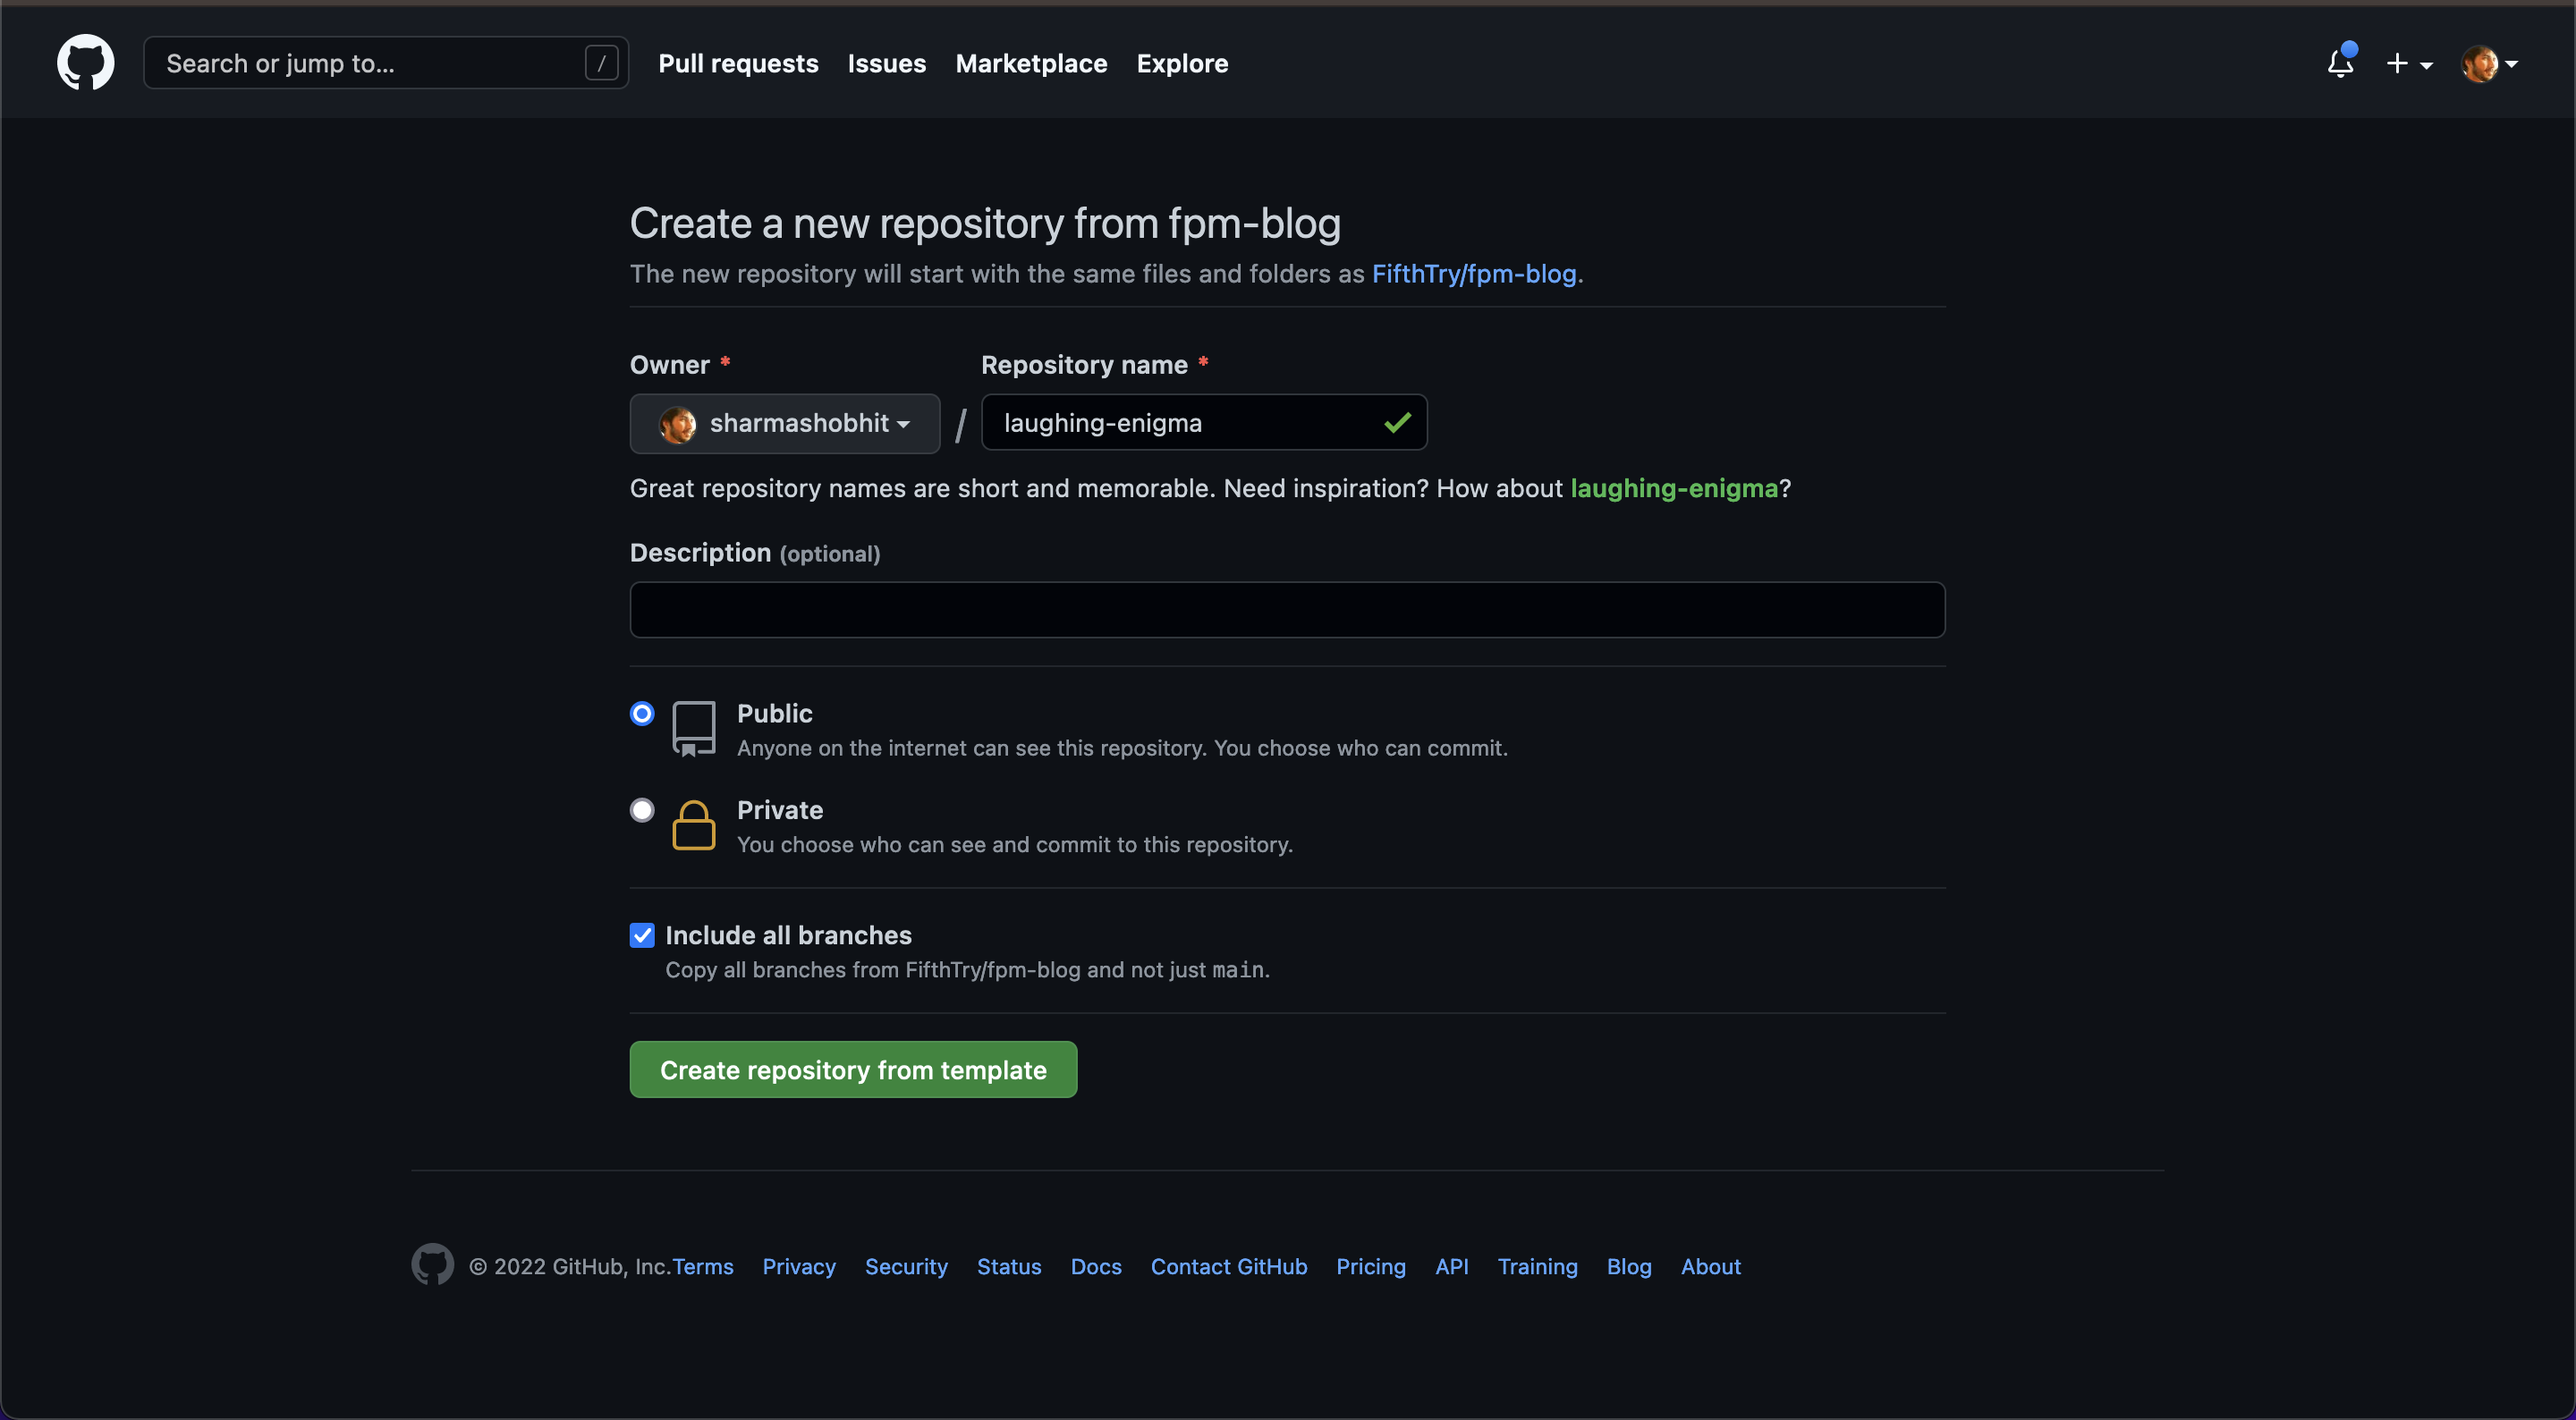 Search or jump to... / Pull requests Issues Marketplace Explore
Create a new repository from fpm-blog
The new repository will start with the same files and folders as FifthTry/fpm-blog.
Owner * Repository name *
sharmashobhit / laughing-enigma
Great repository names are short and memorable. Need inspiration? How about laughing-enigma?
Description (optional)
Public
Anyone on the internet can see this repository. You choose who can commit.
Private
You choose who can see and commit to this repository.
Include all branches
Copy all branches from FifthTry/fpm-blog and not just main.
Create repository from template
© 2022 GitHub, Inc. Terms Privacy Security Status Docs Contact GitHub Pricing API Training Blog About